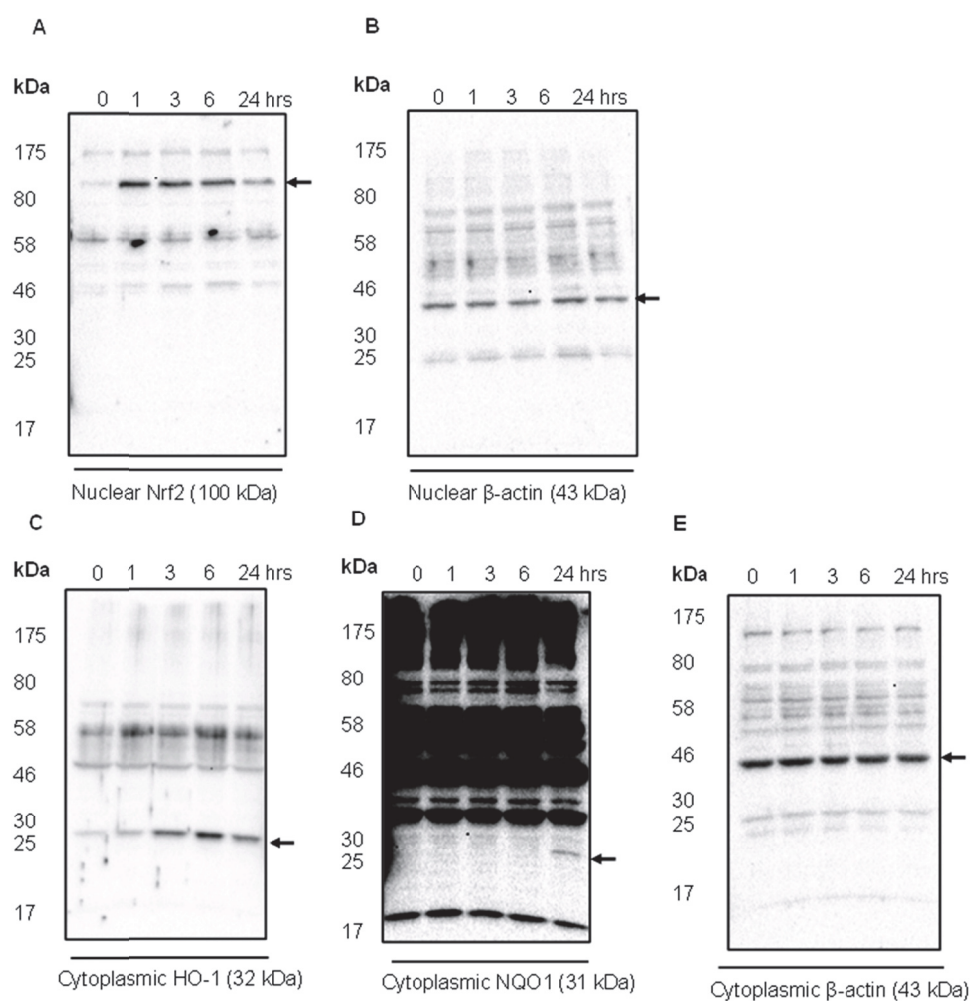 A
kDa
0 1 3 6 24 hrs
175
80
58
46
30
25
17
Nuclear Nrf2 (100 kDa)
B
kDa
0 1 3 6 24 hrs
175
80
58
46
30
25
17
Nuclear β-actin (43 kDa)
C
kDa
0 1 3 6 24 hrs
175
80
58
46
30
25
17
Cytoplasmic HO-1 (32 kDa)
D
kDa
0 1 3 6 24 hrs
175
80
58
46
30
25
17
Cytoplasmic NQO1 (31 kDa)
E
kDa
0 1 3 6 24 hrs
175
80
58
46
30
25
17
Cytoplasmic β-actin (43 kDa)